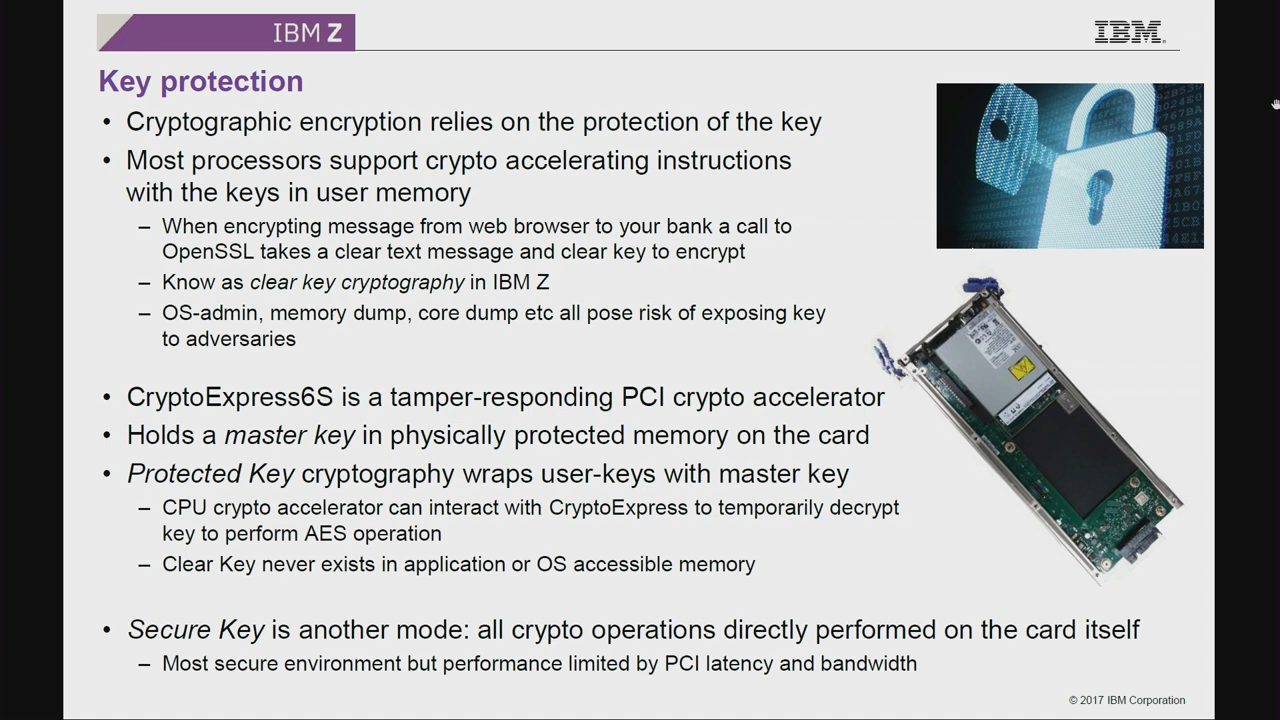 IBM Z
IBM
Key protection
• Cryptographic encryption relies on the protection of the key
• Most processors support crypto accelerating instructions
with the keys in user memory
– When encrypting message from web browser to your bank a call to
OpenSSL takes a clear text message and clear key to encrypt
– Know as clear key cryptography in IBM Z
– OS-admin, memory dump, core dump etc all pose risk of exposing key
to adversaries
• CryptoExpress6S is a tamper-responding PCI crypto accelerator
• Holds a master key in physically protected memory on the card
• Protected Key cryptography wraps user-keys with master key
– CPU crypto accelerator can interact with CryptoExpress to temporarily decrypt
key to perform AES operation
– Clear Key never exists in application or OS accessible memory
• Secure Key is another mode: all crypto operations directly performed on the card itself
– Most secure environment but performance limited by PCI latency and bandwidth
© 2017 IBM Corporation